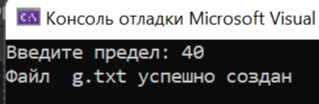 Консоль отладки Microsoft Visual
Введите предел: 40
Файл  g.txt успешно создан